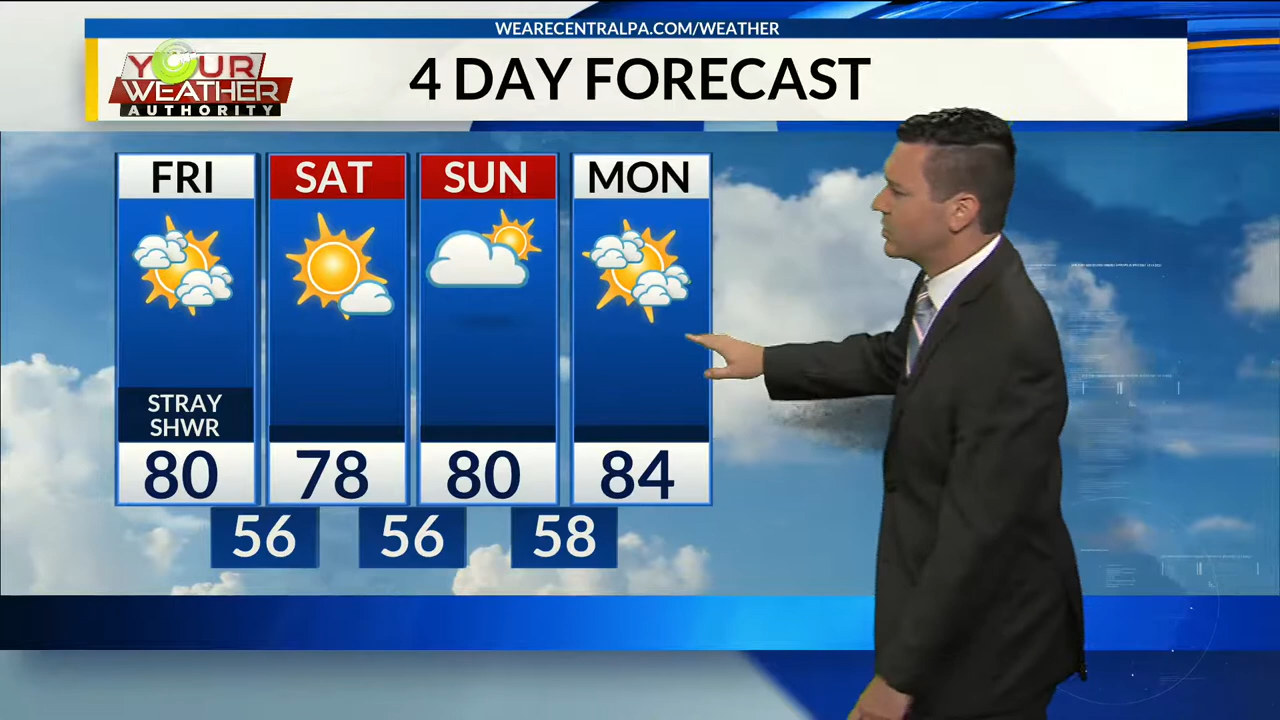 WEARECENTRALPA.COM/WEATHER
YOUR
WEATHER
AUTHORITY
4 DAY FORECAST
FRI SAT SUN MON
STRAY
SHWR
80 78 80 84
56 56 58